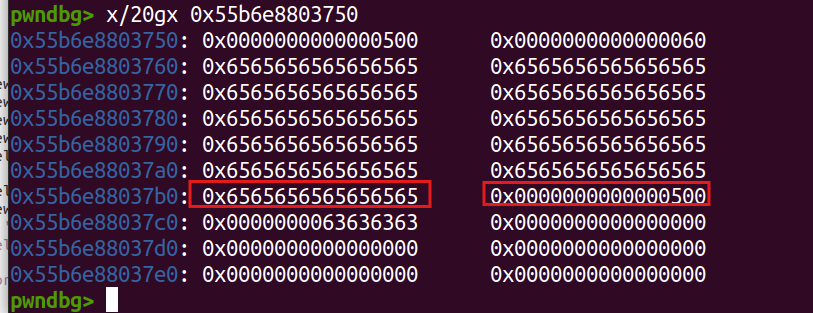 pwndbg> x/20gx 0x55b6e8803750
0x55b6e8803750: 0x0000000000000500 0x0000000000000060
0x55b6e8803760: 0x6565656565656565 0x6565656565656565
0x55b6e8803770: 0x6565656565656565 0x6565656565656565
0x55b6e8803780: 0x6565656565656565 0x6565656565656565
0x55b6e8803790: 0x6565656565656565 0x6565656565656565
0x55b6e88037a0: 0x6565656565656565 0x6565656565656565
0x55b6e88037b0: 0x6565656565656565 0x0000000000000500
0x55b6e88037c0: 0x0000000063636363 0x0000000000000000
0x55b6e88037d0: 0x0000000000000000 0x0000000000000000
0x55b6e88037e0: 0x0000000000000000 0x0000000000000000
pwndbg>